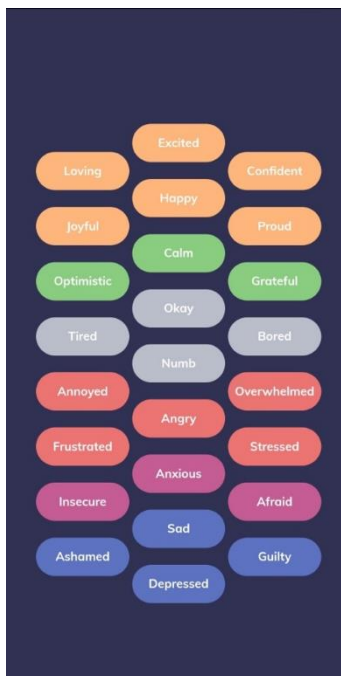 Excited
Loving
Confident
Happy
Joyful
Proud
Calm
Optimistic
Grateful
Okay
Tired
Bored
Numb
Annoyed
Overwhelmed
Angry
Frustrated
Stressed
Anxious
Insecure
Afraid
Sad
Ashamed
Guilty
Depressed